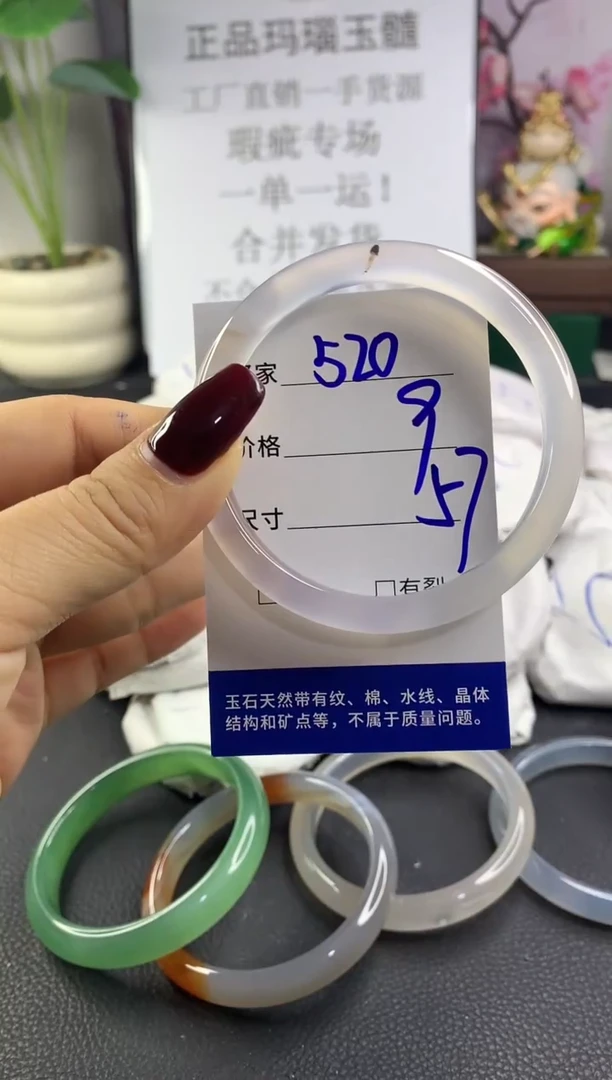 正品玛瑙玉髓
工厂直销一手货源
瑕疵专场
一单一运!
合并发货
家 520
价格 9
尺寸 57
□有裂
玉石天然带有纹、棉、水线、晶体
结构和矿点等，不属于质量问题。